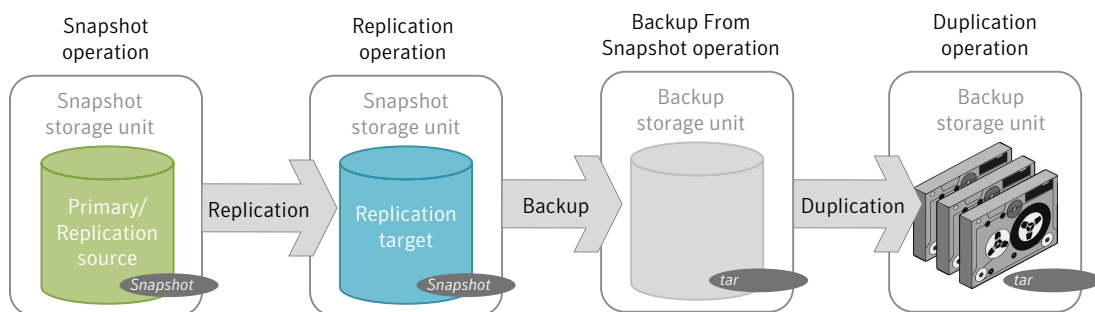 Snapshot
operation
Replication
operation
Backup From
Snapshot operation
Duplication
operation
Snapshot
storage unit
Primary/
Replication
source
Snapshot
Replication
Snapshot
storage unit
Replication
target
Snapshot
Backup
Backup
storage unit
tar
Duplication
Backup
storage unit
tar